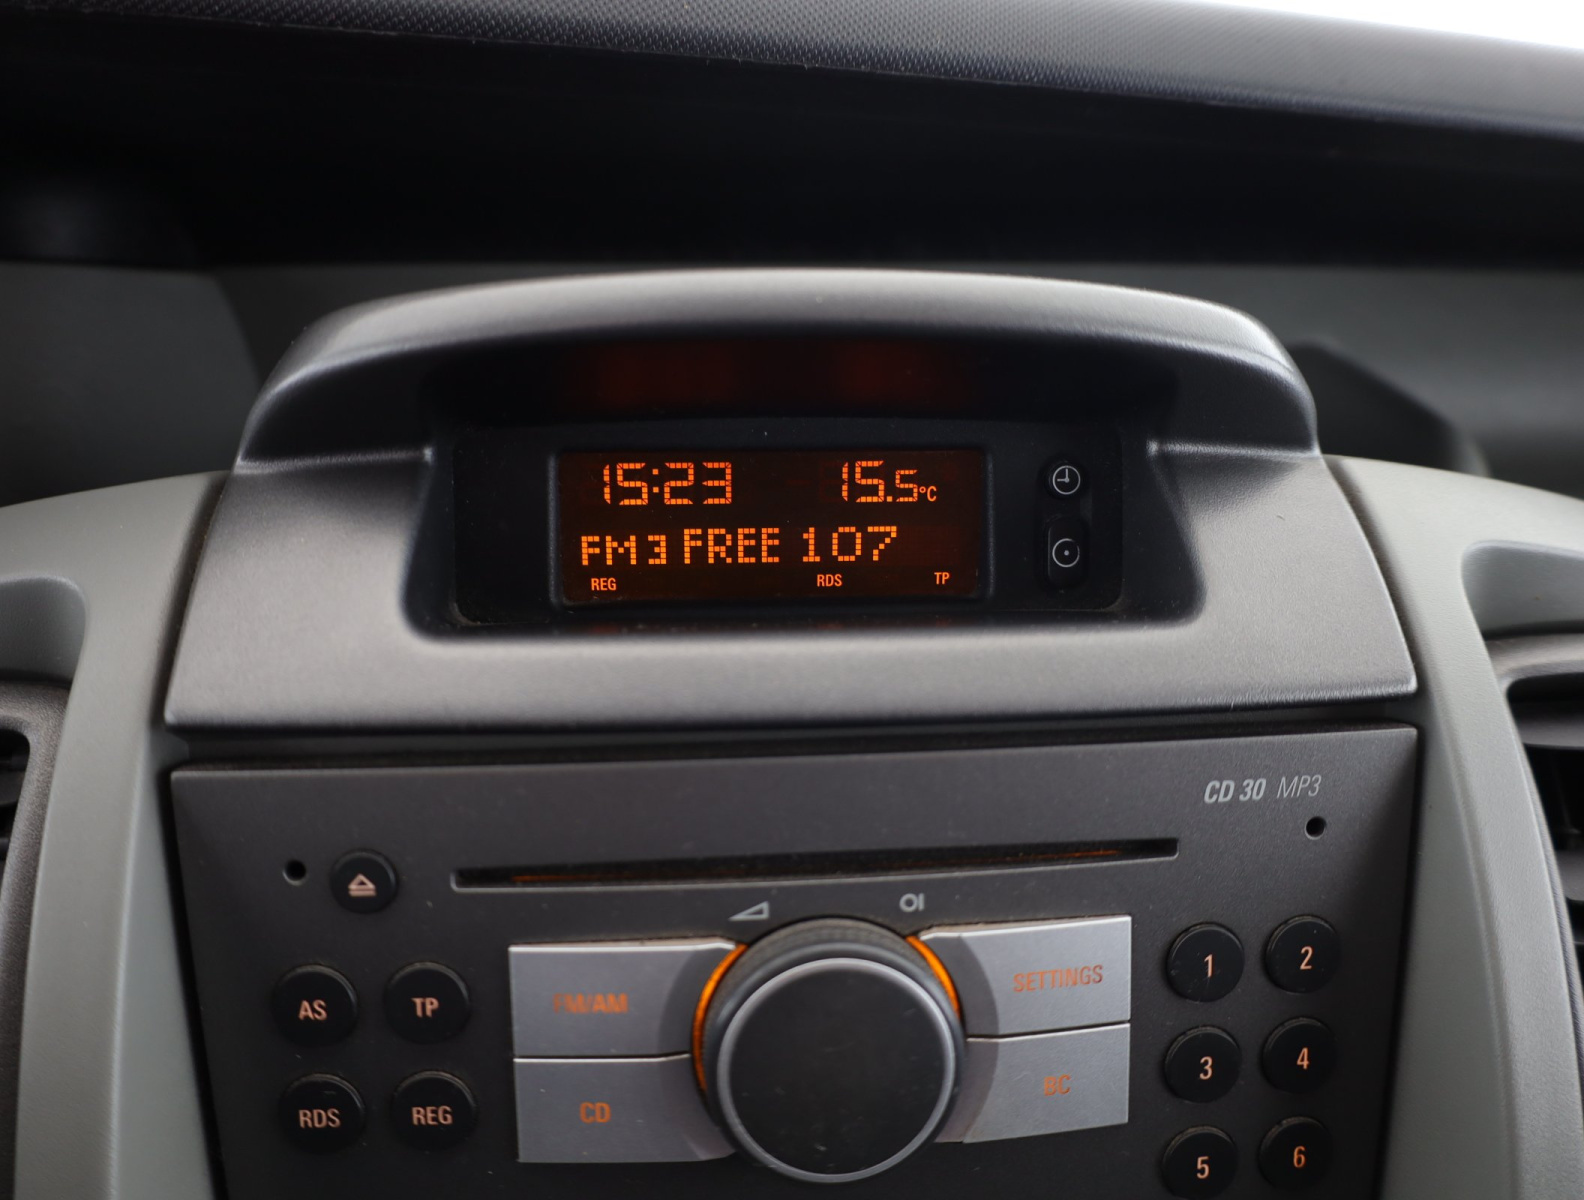 15:23 15.5°C
FM3 FREE 107
REG RDS TP
CD 30 MP3
AS TP FM/AM SETTINGS 1 2
RDS REG CD BC 3 4
5 6